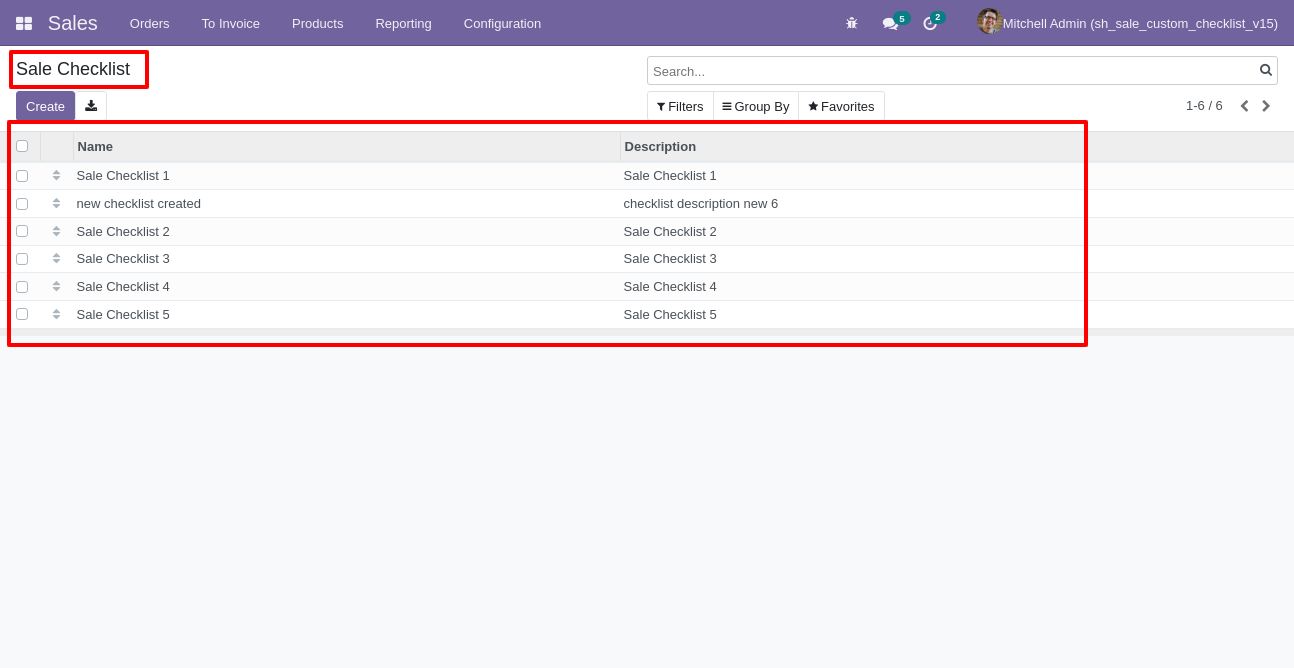 Sales Orders To Invoice Products Reporting Configuration 5 2 Mitchell Admin (sh_sale_custom_checklist_v15)
Sale Checklist
Search...
Create Filters Group By Favorites 1-6 / 6
Name Description
Sale Checklist 1 Sale Checklist 1
new checklist created checklist description new 6
Sale Checklist 2 Sale Checklist 2
Sale Checklist 3 Sale Checklist 3
Sale Checklist 4 Sale Checklist 4
Sale Checklist 5 Sale Checklist 5